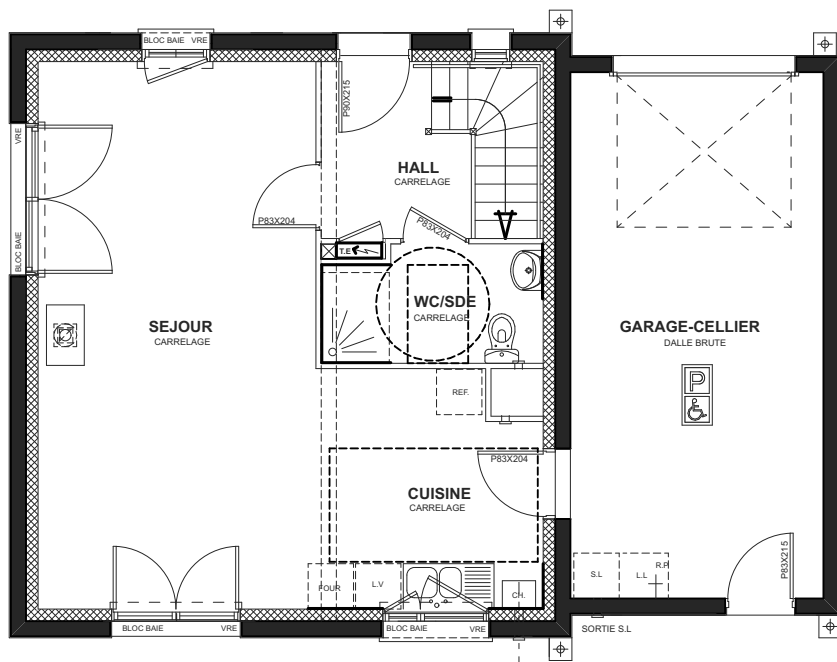 BLOC BAIE VRE
P90X215
VRE
HALL
CARRELAGE
P83X204
P83X204
T.E
BLOC BAIE
WC/SDE
CARRELAGE
SEJOUR
CARRELAGE
GARAGE-CELLIER
DALLE BRUTE
P
REF.
P83X204
CUISINE
CARRELAGE
FOUR
L.V
CH.
S.L
L.L
R.P
P83X215
BLOC BAIE VRE
BLOC BAIE VRE
SORTIE S.L